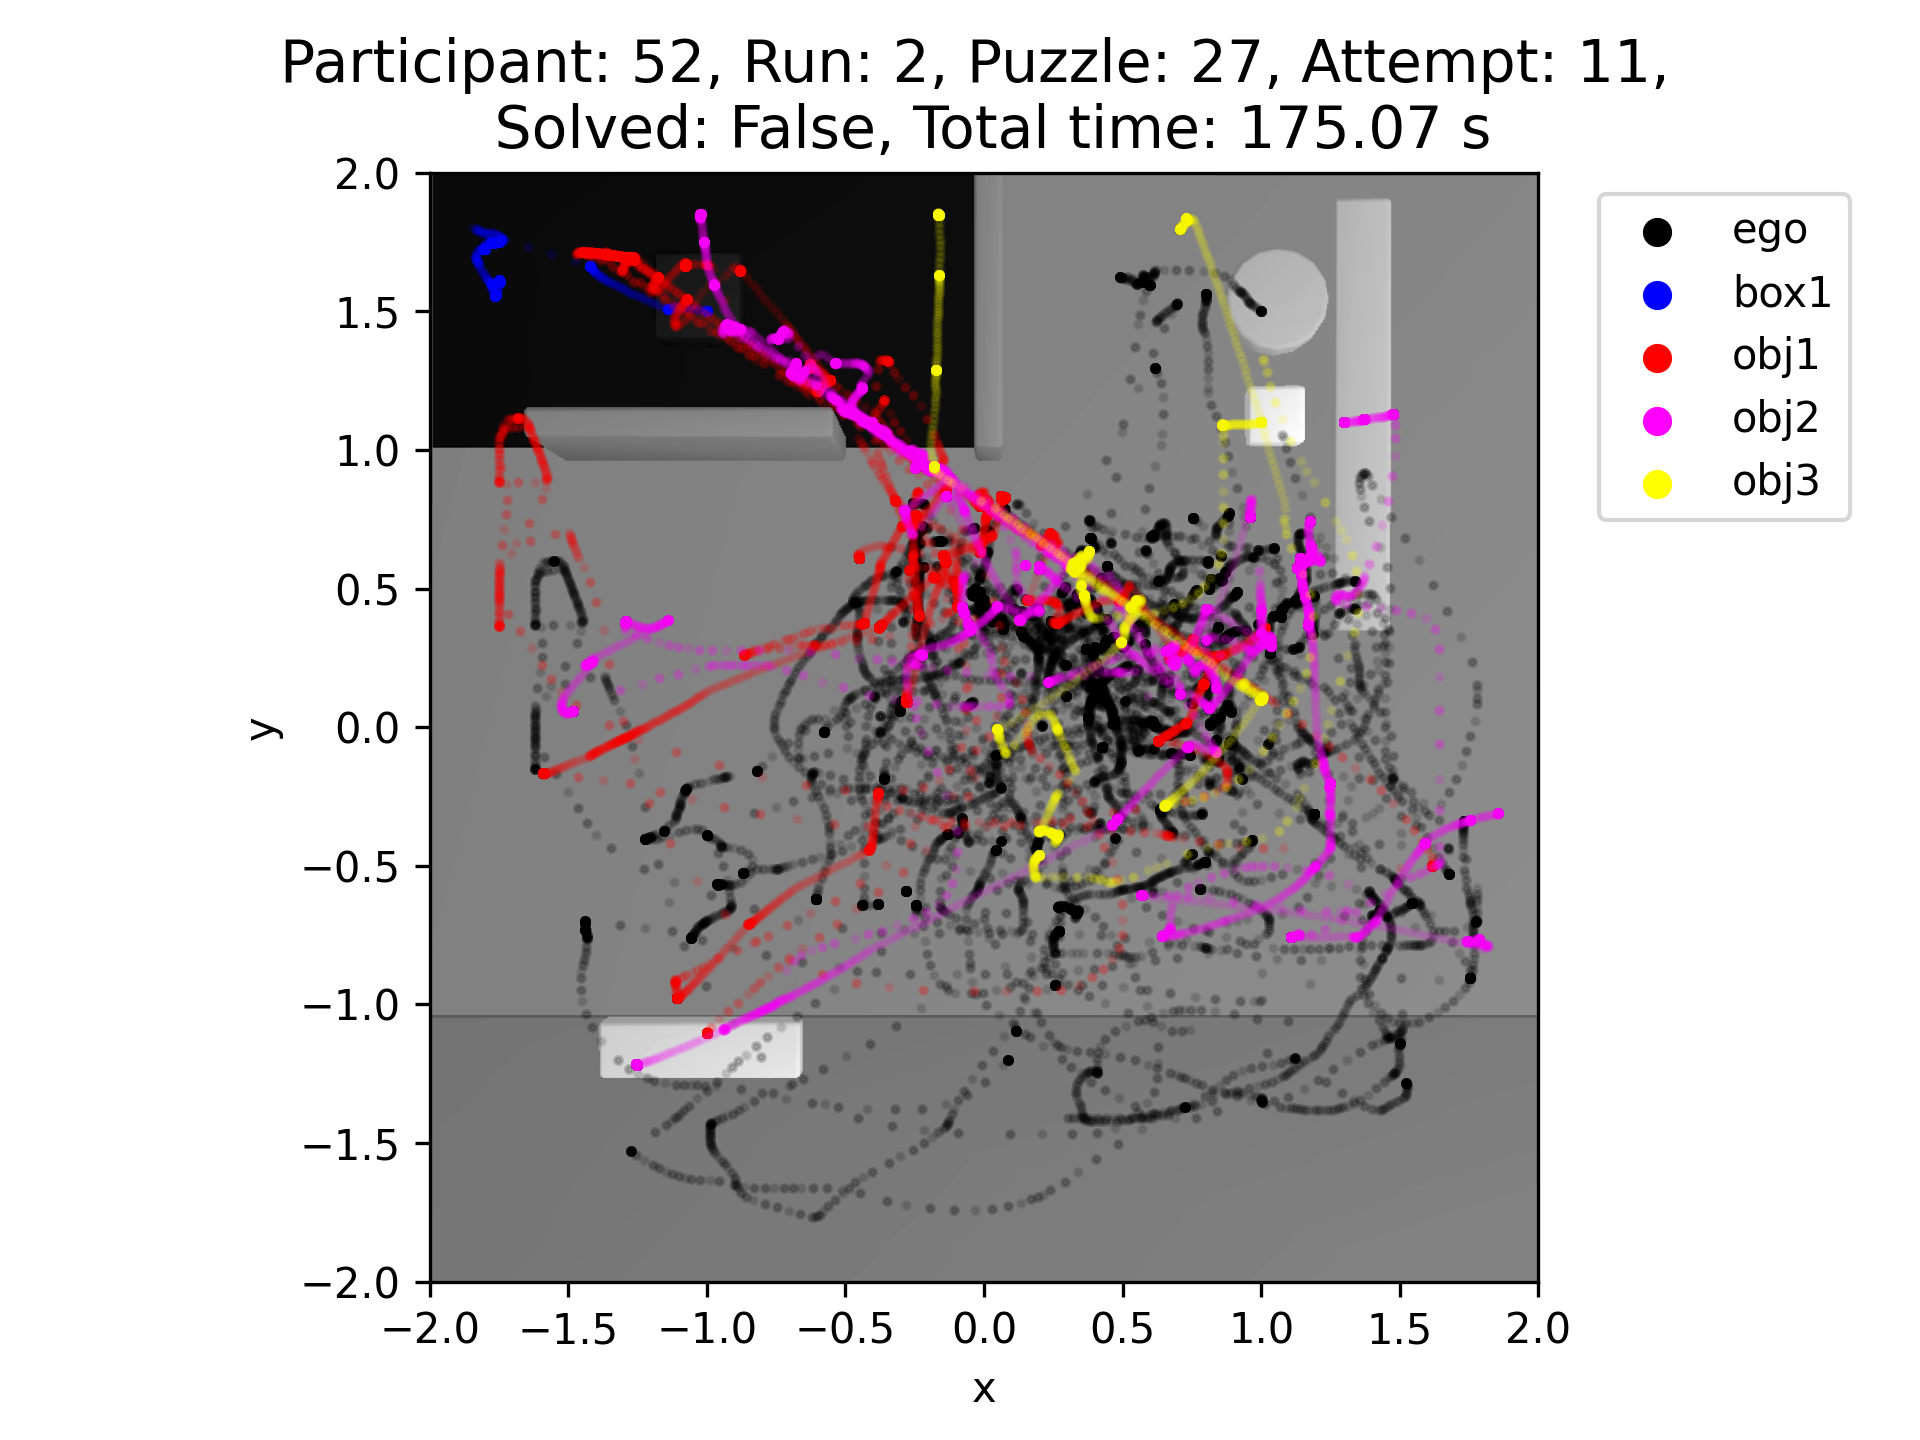 Participant: 52, Run: 2, Puzzle: 27, Attempt: 11,
Solved: False, Total time: 175.07 s
2.0
1.5
1.0
0.5
0.0
−0.5
−1.0
−1.5
−2.0
y
−2.0 −1.5 −1.0 −0.5 0.0 0.5 1.0 1.5 2.0
x
ego
box1
obj1
obj2
obj3